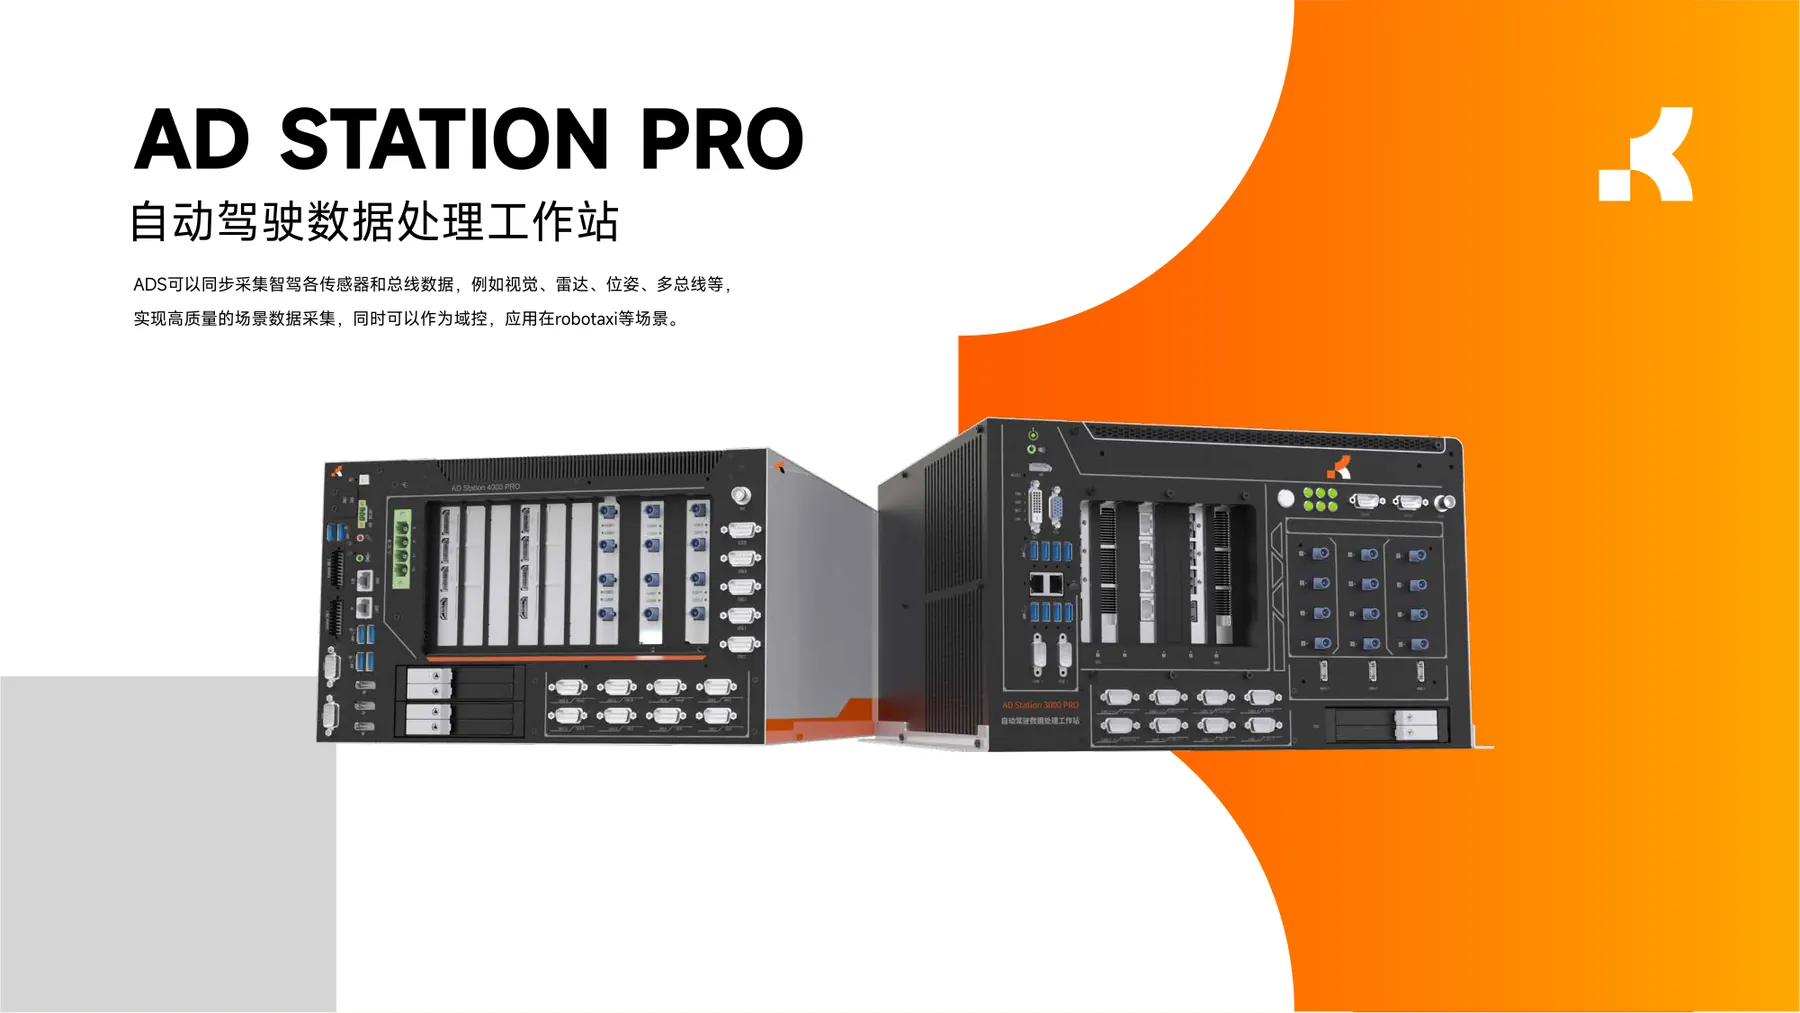 AD STATION PRO
自动驾驶数据处理工作站
ADS可以同步采集智驾各传感器和总线数据，例如视觉、雷达、位姿、多总线等，
实现高质量的场景数据采集，同时可以作为域控，应用在robotaxi等场景。
AD Station 4000 PRO
AD Station 3000 PRO
自动驾驶数据处理工作站